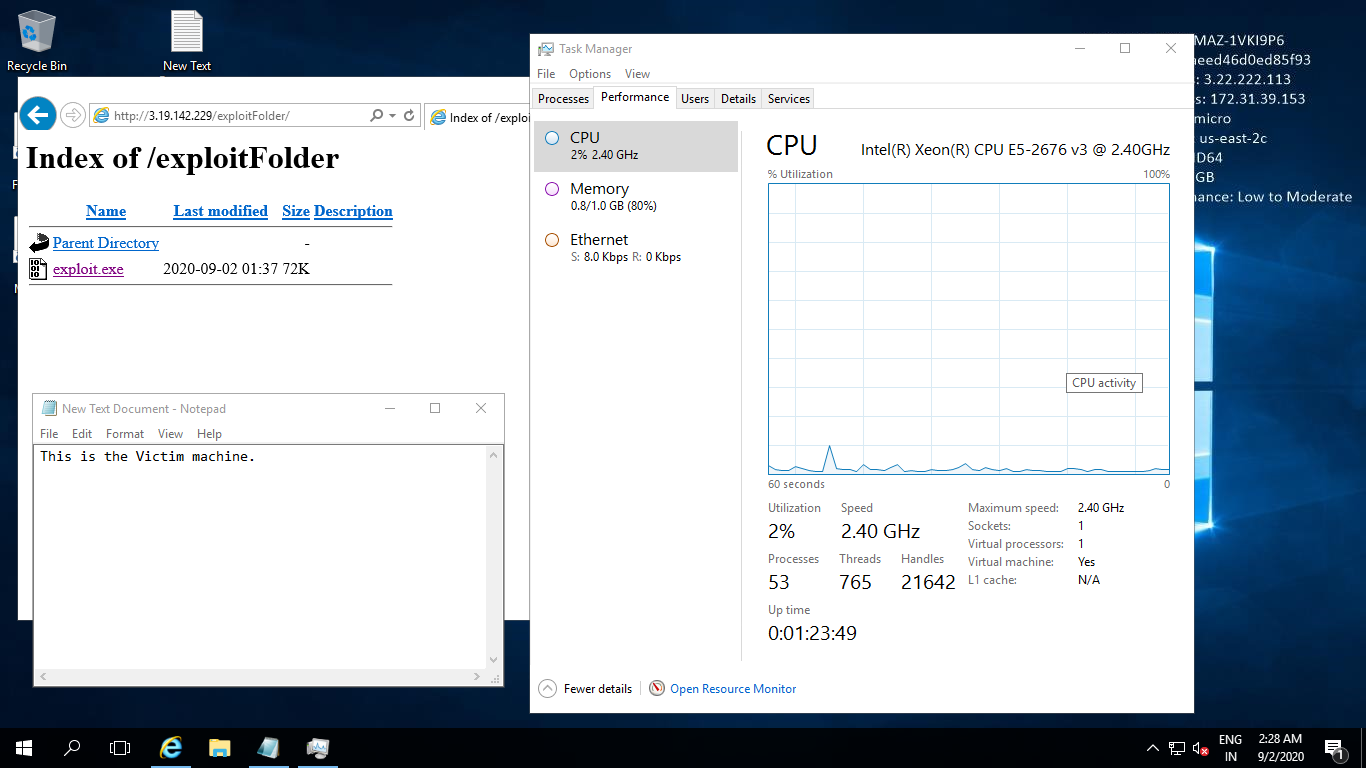 Recycle Bin
New Text
MAZ-1VKI9P6
aeed46d0ed85f93
: 3.22.222.113
s: 172.31.39.153
micro
: us-east-2c
D64
GB
nance: Low to Moderate
http://3.19.142.229/exploitFolder/
Index of /exploi
Index of /exploitFolder
Name Last modified Size Description
Parent Directory -
exploit.exe 2020-09-02 01:37 72K
New Text Document - Notepad
File Edit Format View Help
This is the Victim machine.
Task Manager
File Options View
Processes Performance Users Details Services
CPU
2% 2.40 GHz
Memory
0.8/1.0 GB (80%)
Ethernet
S: 8.0 Kbps R: 0 Kbps
CPU Intel(R) Xeon(R) CPU E5-2676 v3 @ 2.40GHz
% Utilization 100%
CPU activity
60 seconds 0
Utilization Speed
2% 2.40 GHz
Processes Threads Handles
53 765 21642
Up time
0:01:23:49
Maximum speed: 2.40 GHz
Sockets: 1
Virtual processors: 1
Virtual machine: Yes
L1 cache: N/A
Fewer details Open Resource Monitor
ENG
IN
2:28 AM
9/2/2020
1